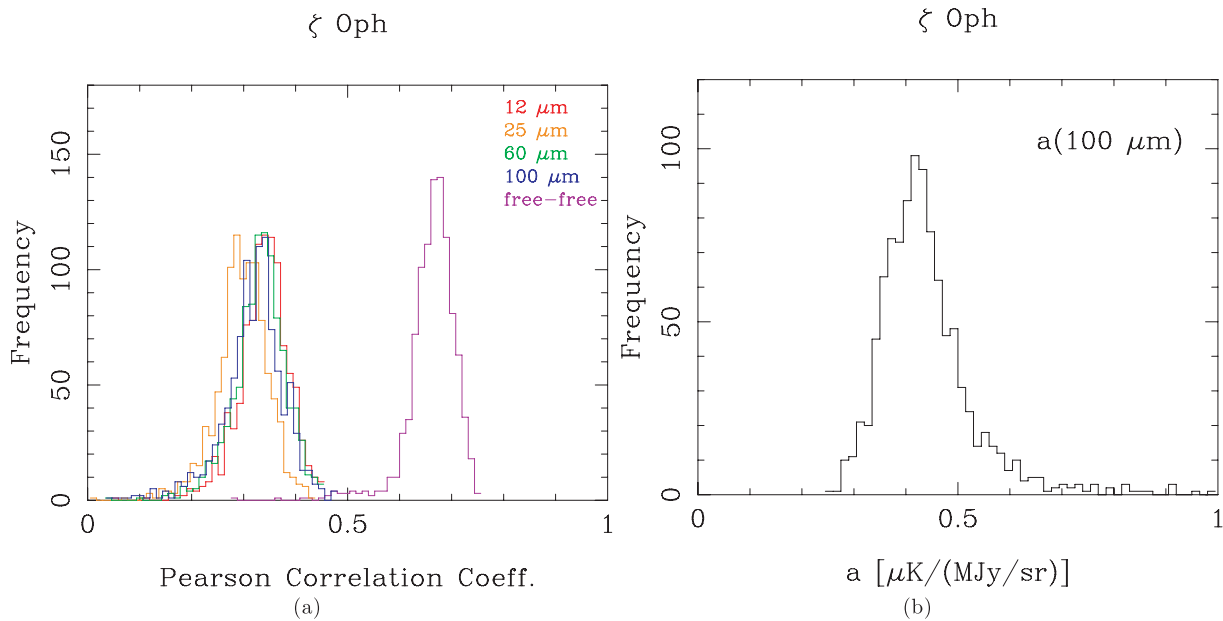 ζ Oph
12 μm
25 μm
60 μm
100 μm
free-free
Frequency
0 50 100 150
0 0.5 1
Pearson Correlation Coeff.
(a)
ζ Oph
a(100 μm)
Frequency
0 50 100
0 0.5 1
a [μK/(MJy/sr)]
(b)